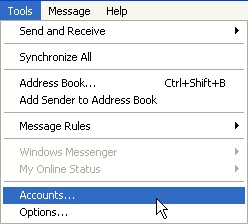 Tools Message Help
Send and Receive
Synchronize All
Address Book... Ctrl+Shift+B
Add Sender to Address Book
Message Rules
Windows Messenger
My Online Status
Accounts...
Options...